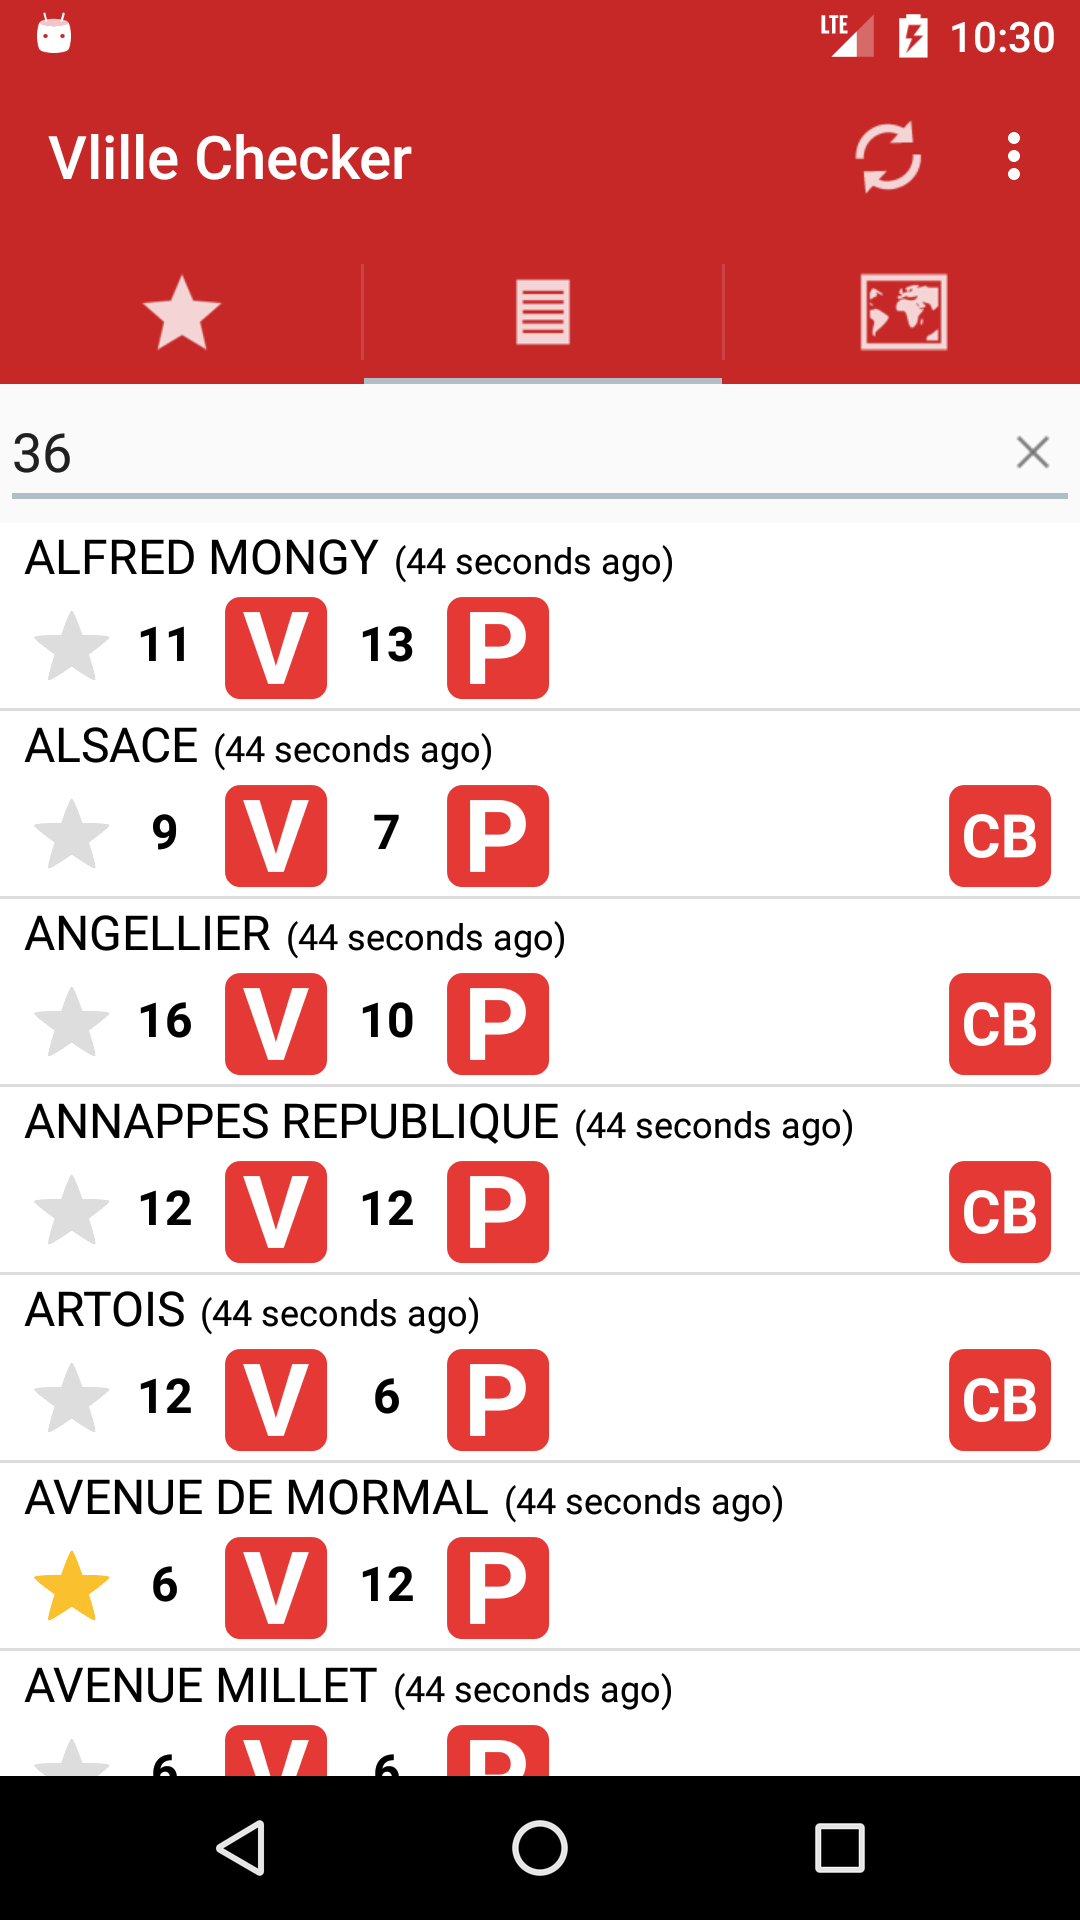 LTE 10:30
Vlille Checker
36
ALFRED MONGY (44 seconds ago)
11 V 13 P
ALSACE (44 seconds ago)
9 V 7 P CB
ANGELLIER (44 seconds ago)
16 V 10 P CB
ANNAPPES REPUBLIQUE (44 seconds ago)
12 V 12 P CB
ARTOIS (44 seconds ago)
12 V 6 P CB
AVENUE DE MORMAL (44 seconds ago)
6 V 12 P
AVENUE MILLET (44 seconds ago)
6 V 6 P